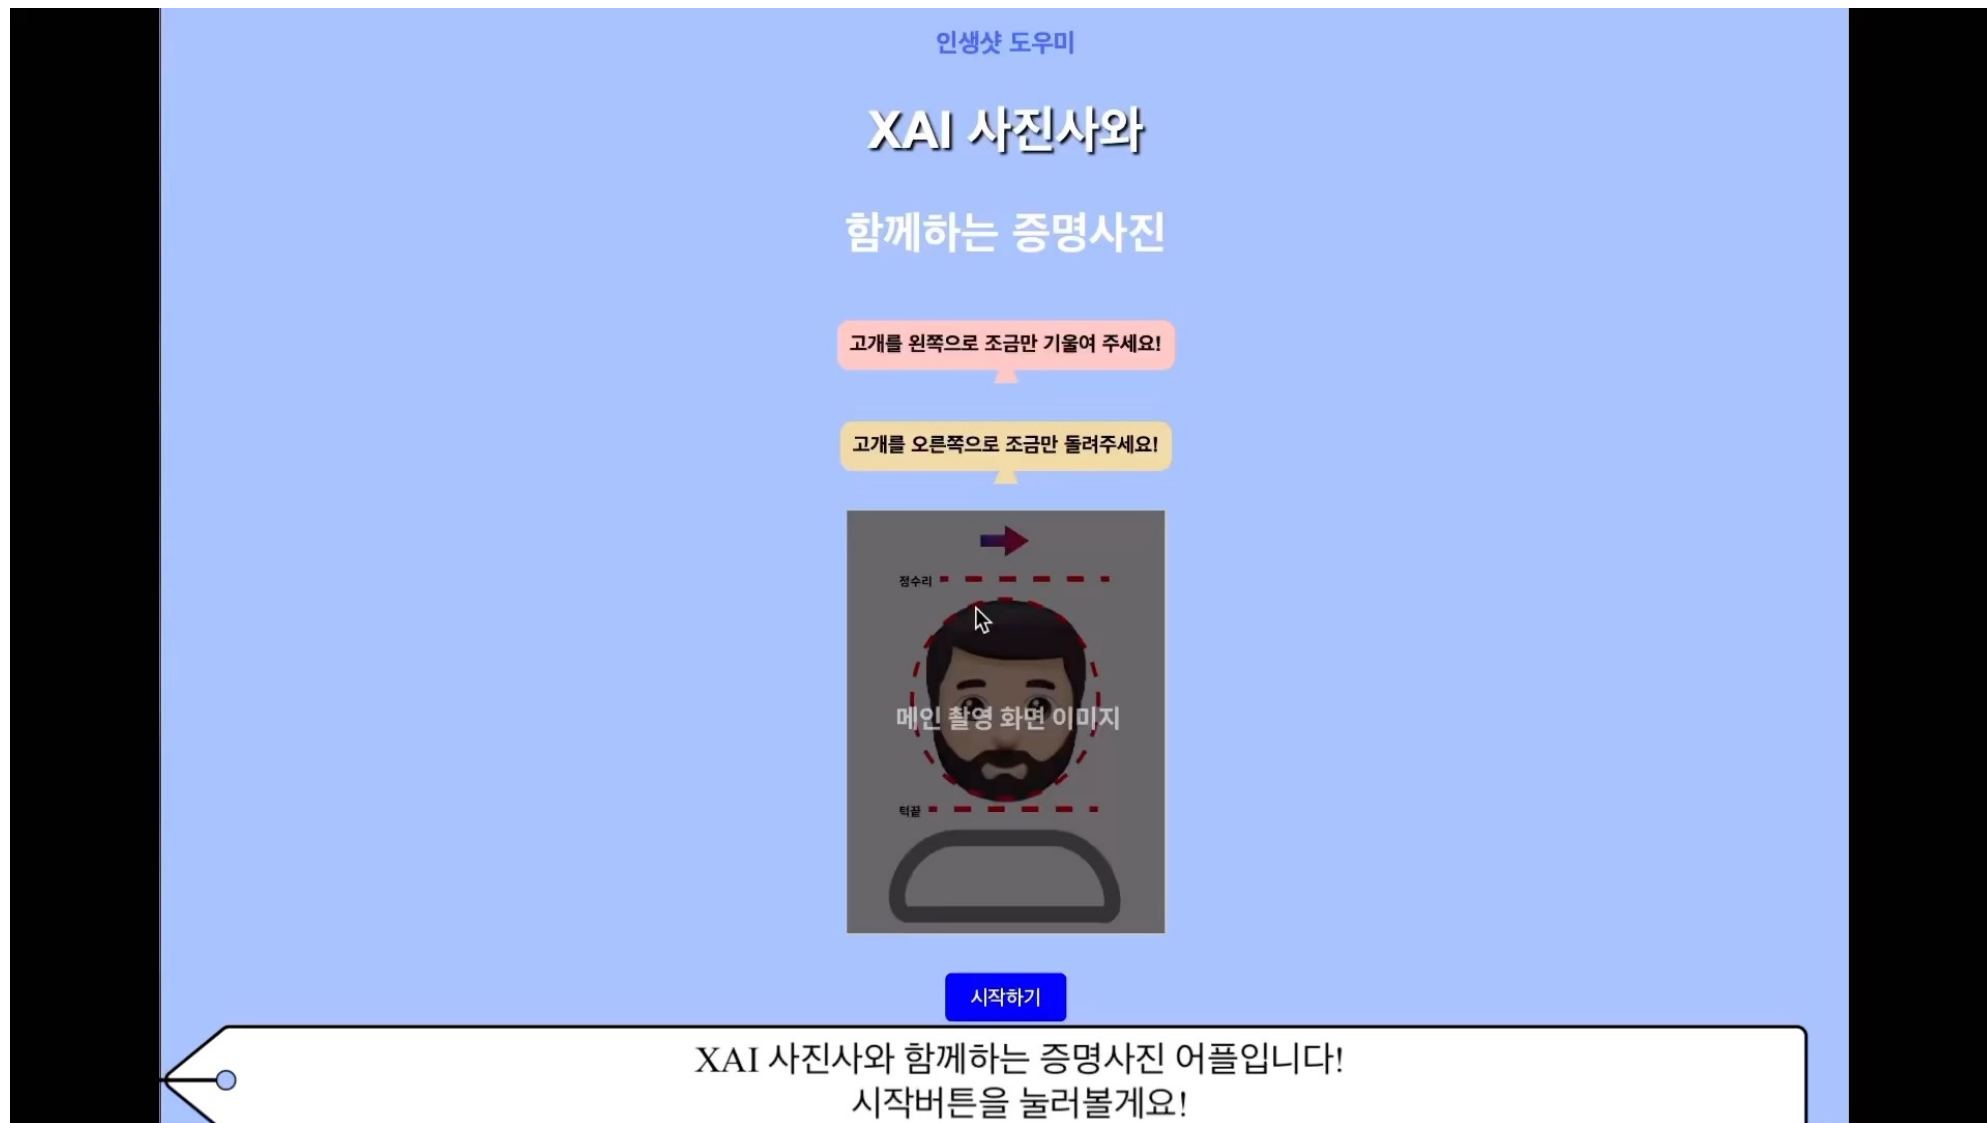 인생샷 도우미
XAI 사진사와
함께하는 증명사진
고개를 왼쪽으로 조금만 기울여 주세요!
고개를 오른쪽으로 조금만 돌려주세요!
정수리
메인 촬영 화면 이미지
턱끝
시작하기
XAI 사진사와 함께하는 증명사진 어플입니다!
시작버튼을 눌러볼게요!